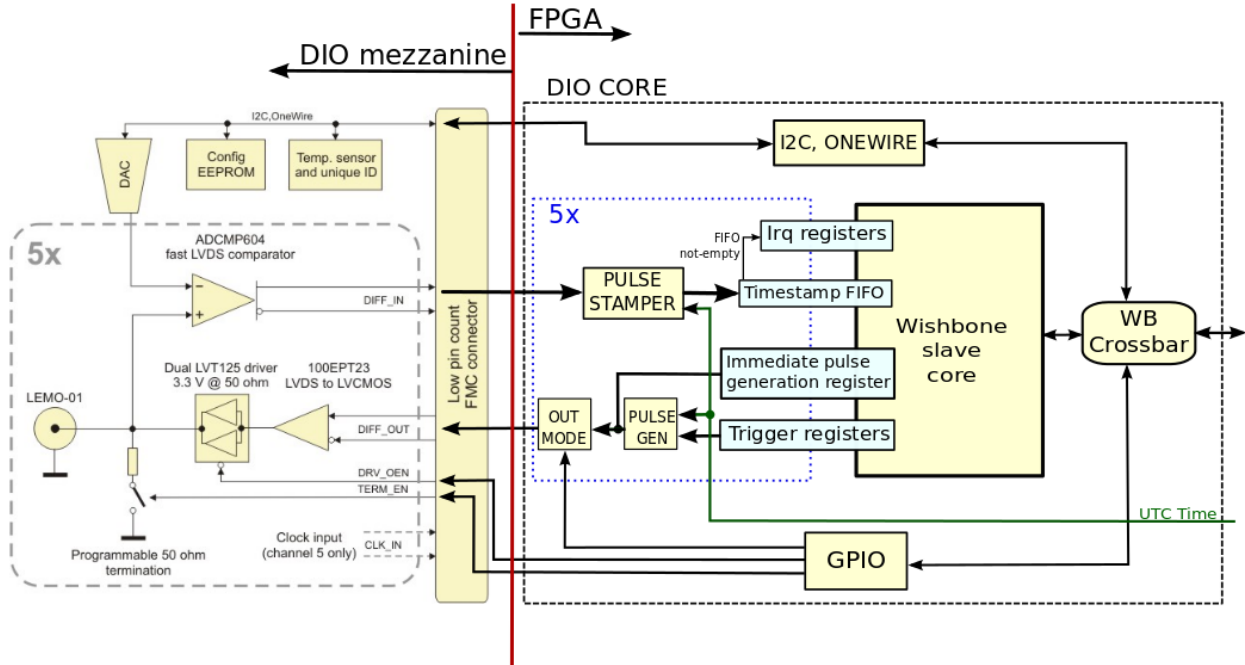 FPGA
DIO mezzanine
DIO CORE
I2C,OneWire
DAC
Config
EEPROM
Temp. sensor
and unique ID
I2C, ONEWIRE
5x
ADCMP604
fast LVDS comparator
−
+
DIFF_IN
Low pin count
FMC connector
5x
PULSE
STAMPER
FIFO
not-empty
Irq registers
Timestamp FIFO
Wishbone
slave
core
WB
Crossbar
Immediate pulse
generation register
Dual LVT125 driver
3.3 V @ 50 ohm
100EPT23
LVDS to LVCMOS
LEMO-01
DIFF_OUT
OUT
MODE
PULSE
GEN
Trigger registers
DRV_OEN
TERM_EN
UTC Time
Clock input
(channel 5 only)
CLK_IN
Programmable 50 ohm
termination
GPIO